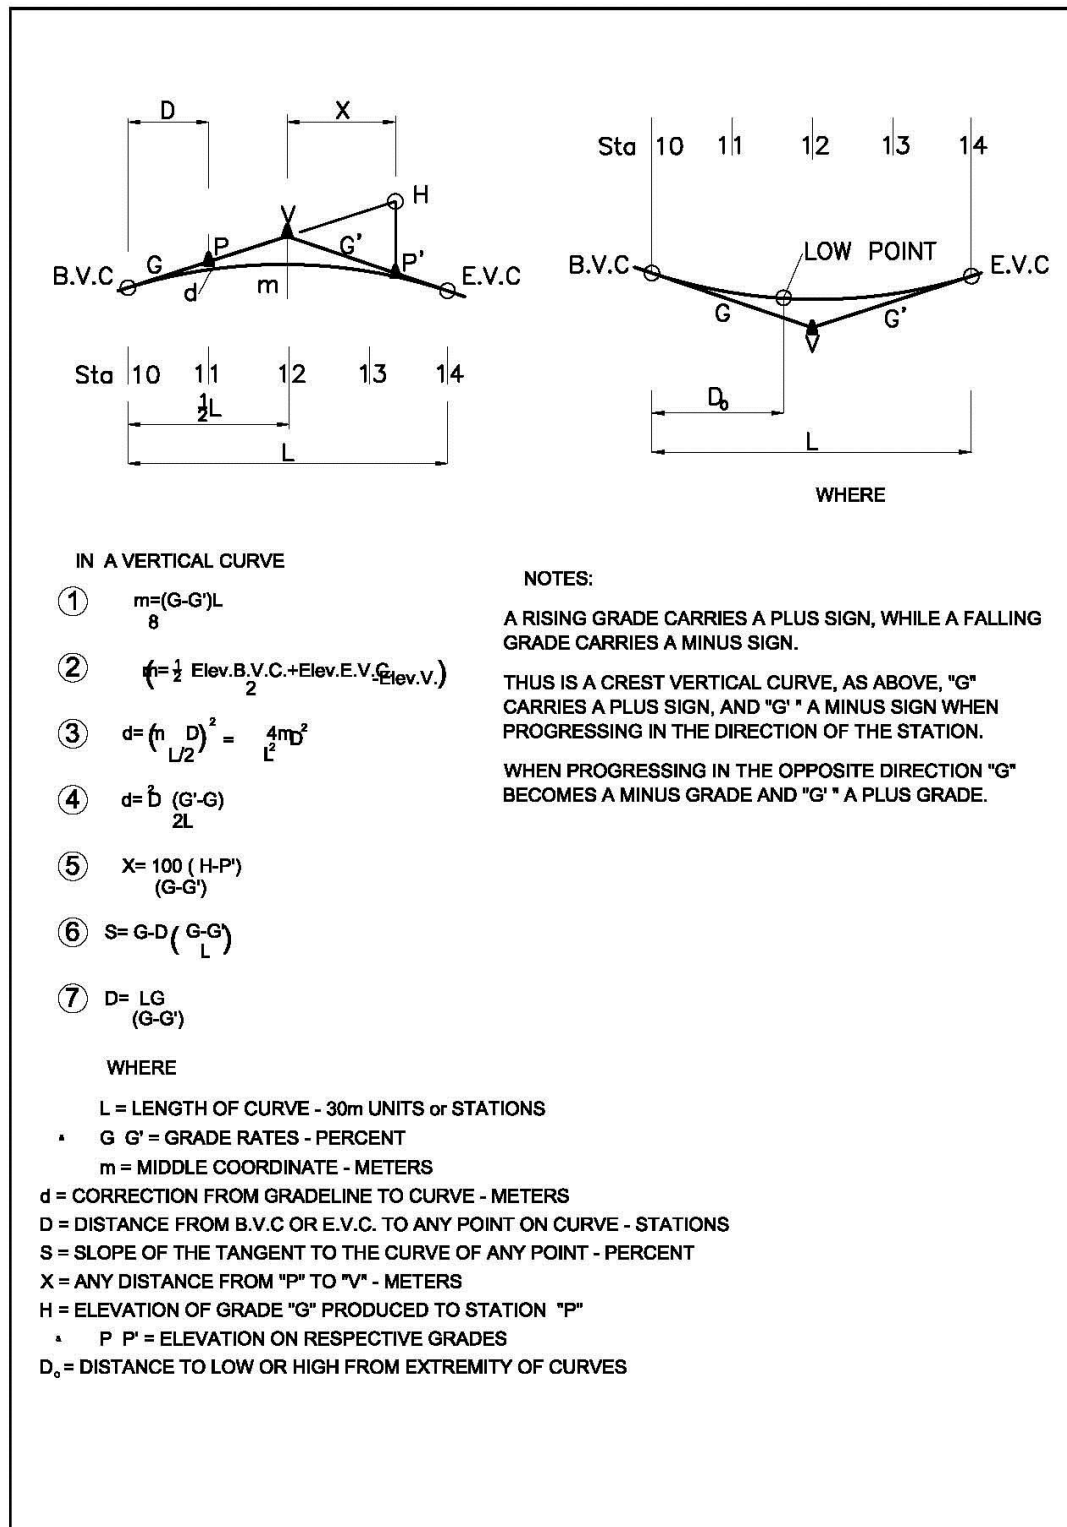 D X
H
V
P G' P'
G
B.V.C d m E.V.C
Sta 10 11 12 13 14
½L
L
Sta 10 11 12 13 14
LOW POINT
B.V.C E.V.C
G G'
V
D₀
L
WHERE
IN A VERTICAL CURVE
1 m=(G-G')L
8
2 (m= ½ Elev.B.V.C.+Elev.E.V.C.-Elev.V.)
2
3 d= (n D)² = 4mD²
L/2 L²
4 d= D² (G'-G)
2L
5 X= 100 ( H-P')
(G-G')
6 S= G-D ( G-G' )
L
7 D= LG
(G-G')
NOTES:
A RISING GRADE CARRIES A PLUS SIGN, WHILE A FALLING
GRADE CARRIES A MINUS SIGN.
THUS IS A CREST VERTICAL CURVE, AS ABOVE, "G"
CARRIES A PLUS SIGN, AND "G' " A MINUS SIGN WHEN
PROGRESSING IN THE DIRECTION OF THE STATION.
WHEN PROGRESSING IN THE OPPOSITE DIRECTION "G"
BECOMES A MINUS GRADE AND "G' " A PLUS GRADE.
WHERE
L = LENGTH OF CURVE - 30m UNITS or STATIONS
G G' = GRADE RATES - PERCENT
m = MIDDLE COORDINATE - METERS
d = CORRECTION FROM GRADELINE TO CURVE - METERS
D = DISTANCE FROM B.V.C OR E.V.C. TO ANY POINT ON CURVE - STATIONS
S = SLOPE OF THE TANGENT TO THE CURVE OF ANY POINT - PERCENT
X = ANY DISTANCE FROM "P" TO "V" - METERS
H = ELEVATION OF GRADE "G" PRODUCED TO STATION "P"
P P' = ELEVATION ON RESPECTIVE GRADES
D₀ = DISTANCE TO LOW OR HIGH FROM EXTREMITY OF CURVES